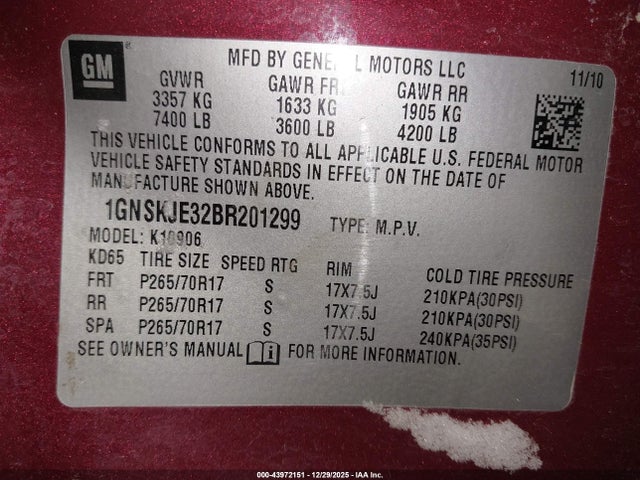 GM
MFD BY GENERAL MOTORS LLC
11/10
GVWR GAWR FRT GAWR RR
3357 KG 1633 KG 1905 KG
7400 LB 3600 LB 4200 LB
THIS VEHICLE CONFORMS TO ALL APPLICABLE U.S. FEDERAL MOTOR
VEHICLE SAFETY STANDARDS IN EFFECT ON THE DATE OF
MANUFACTURE SHOWN ABOVE.
1GNSKJE32BR201299 TYPE: M.P.V.
MODEL: K10906
KD65 TIRE SIZE SPEED RTG RIM COLD TIRE PRESSURE
FRT P265/70R17 S 17X7.5J 210KPA(30PSI)
RR P265/70R17 S 17X7.5J 210KPA(30PSI)
SPA P265/70R17 S 17X7.5J 240KPA(35PSI)
SEE OWNER'S MANUAL i FOR MORE INFORMATION.
000-43972151 - 12/29/2025 - IAA Inc.